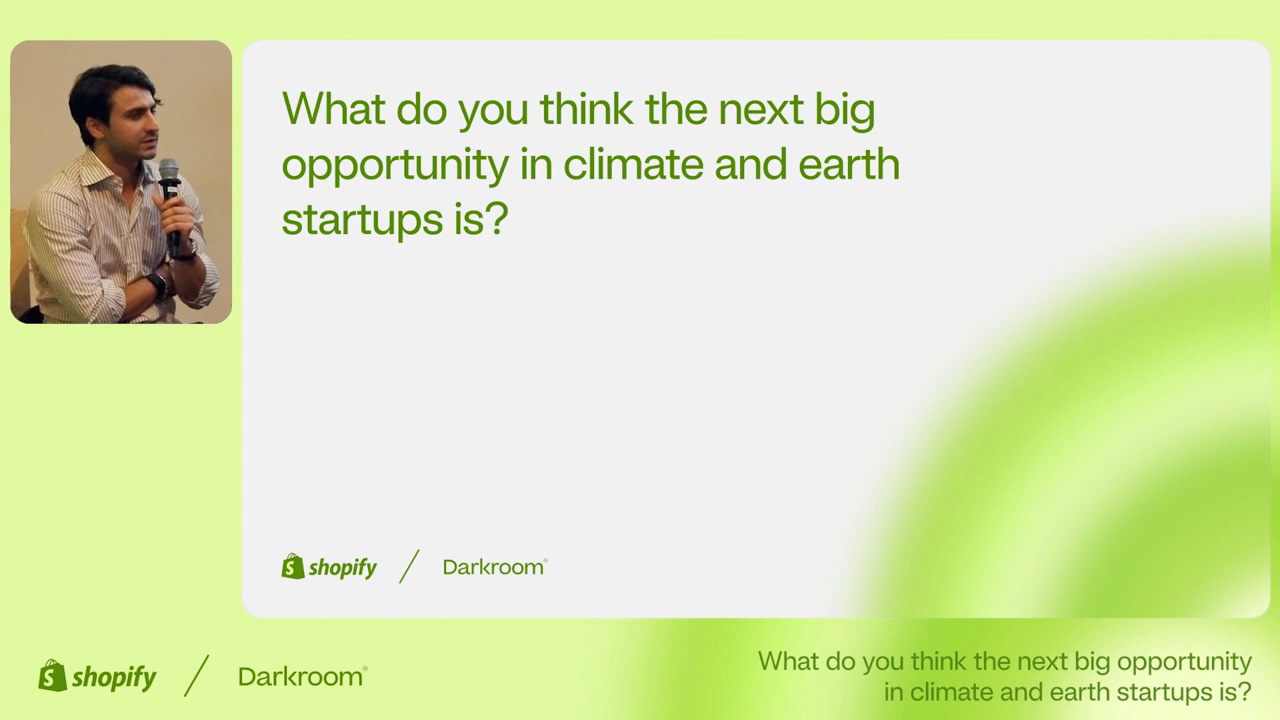 What do you think the next big
opportunity in climate and earth
startups is?
shopify / Darkroom®
shopify / Darkroom®
What do you think the next big opportunity
in climate and earth startups is?